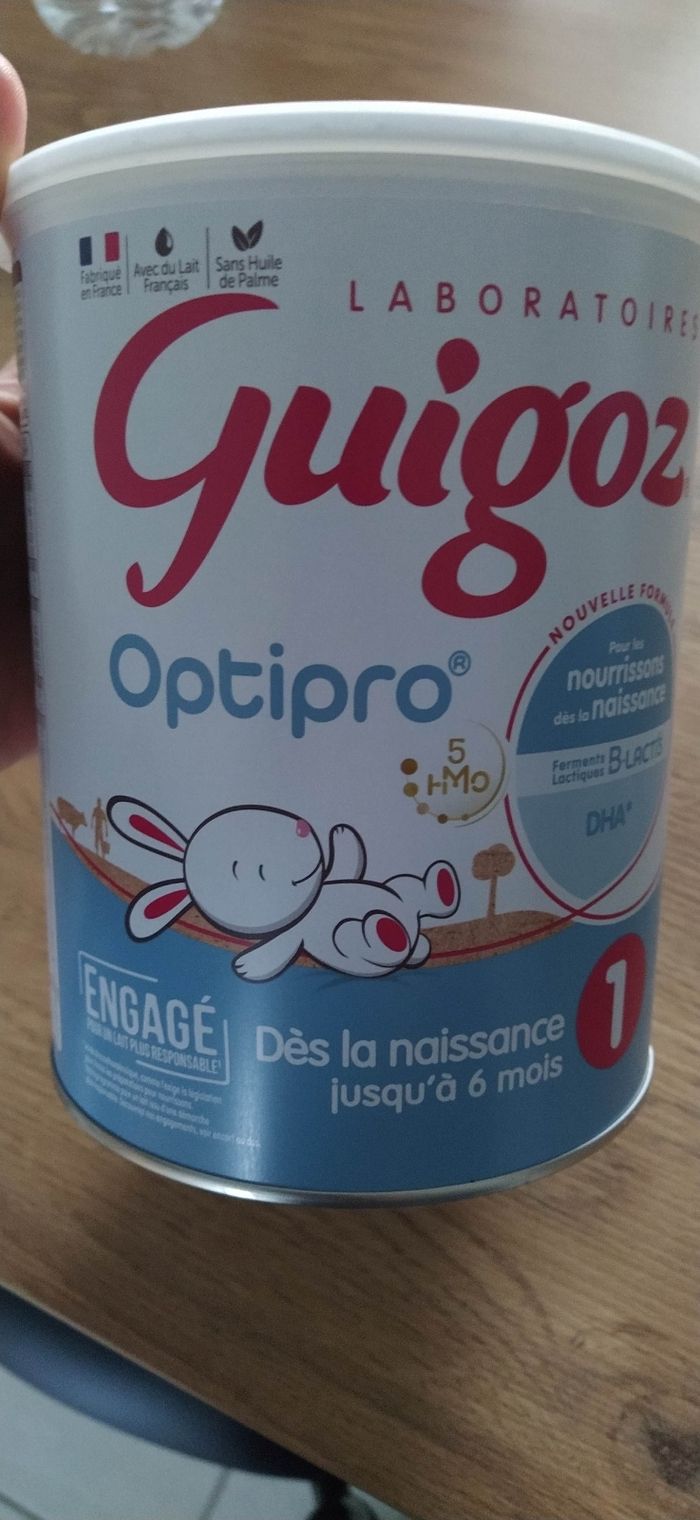 Fabriqué
en France
Avec du Lait
Français
Sans Huile
de Palme
LABORATOIRES
Guigoz
Optipro®
NOUVELLE FORMULE
Pour les
nourrissons
dès la naissance
Ferments
Lactiques B-LACTIS
DHA*
5
HMO
ENGAGÉ
POUR UN LAIT PLUS RESPONSABLE!
Dès la naissance
jusqu'à 6 mois
1